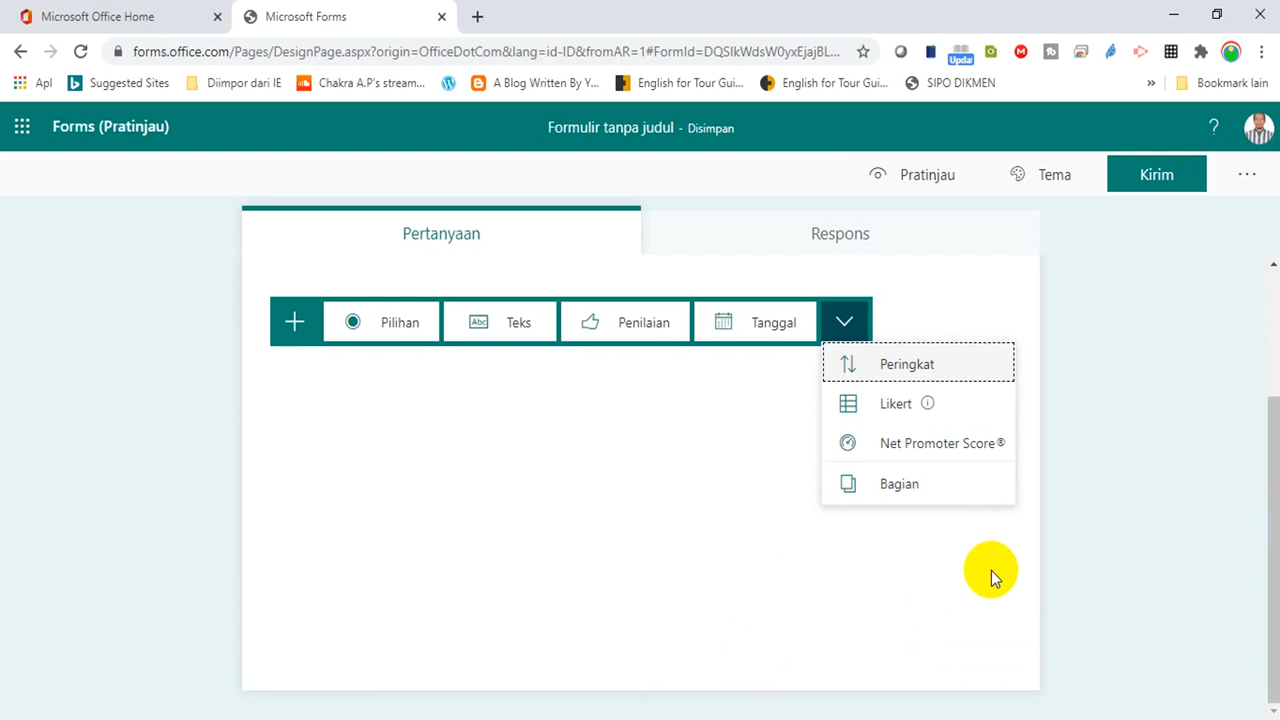 Microsoft Office Home
Microsoft Forms
forms.office.com/Pages/DesignPage.aspx?origin=OfficeDotCom&lang=id-ID&fromAR=1#FormId=DQSIkWdsW0yxEjajBL...
Upda
Apl
Suggested Sites
Diimpor dari IE
Chakra A.P's stream...
A Blog Written By Y...
English for Tour Gui...
English for Tour Gui...
SIPO DIKMEN
»
Bookmark lain
Forms (Pratinjau)
Formulir tanpa judul - Disimpan
?
Pratinjau
Tema
Kirim
...
Pertanyaan
Respons
Pilihan
Abc
Teks
Penilaian
Tanggal
Peringkat
Likert
Net Promoter Score®
Bagian